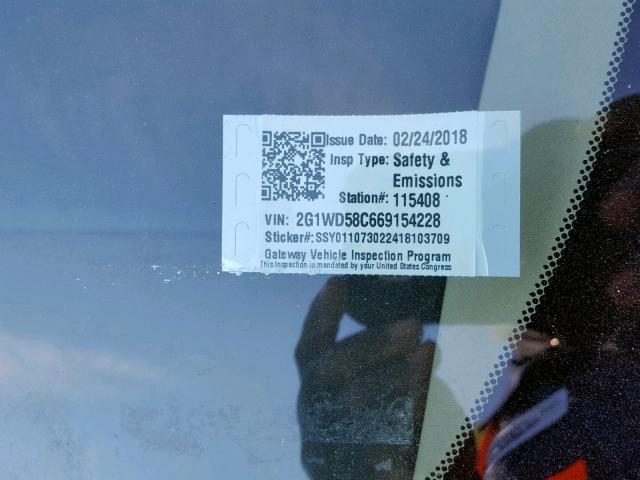 Issue Date: 02/24/2018
Insp Type: Safety &
Emissions
Station#: 115408
VIN: 2G1WD58C669154228
Sticker#: SSY011073022418103709
Gateway Vehicle Inspection Program
This Inspection is mandated by your United States Congress